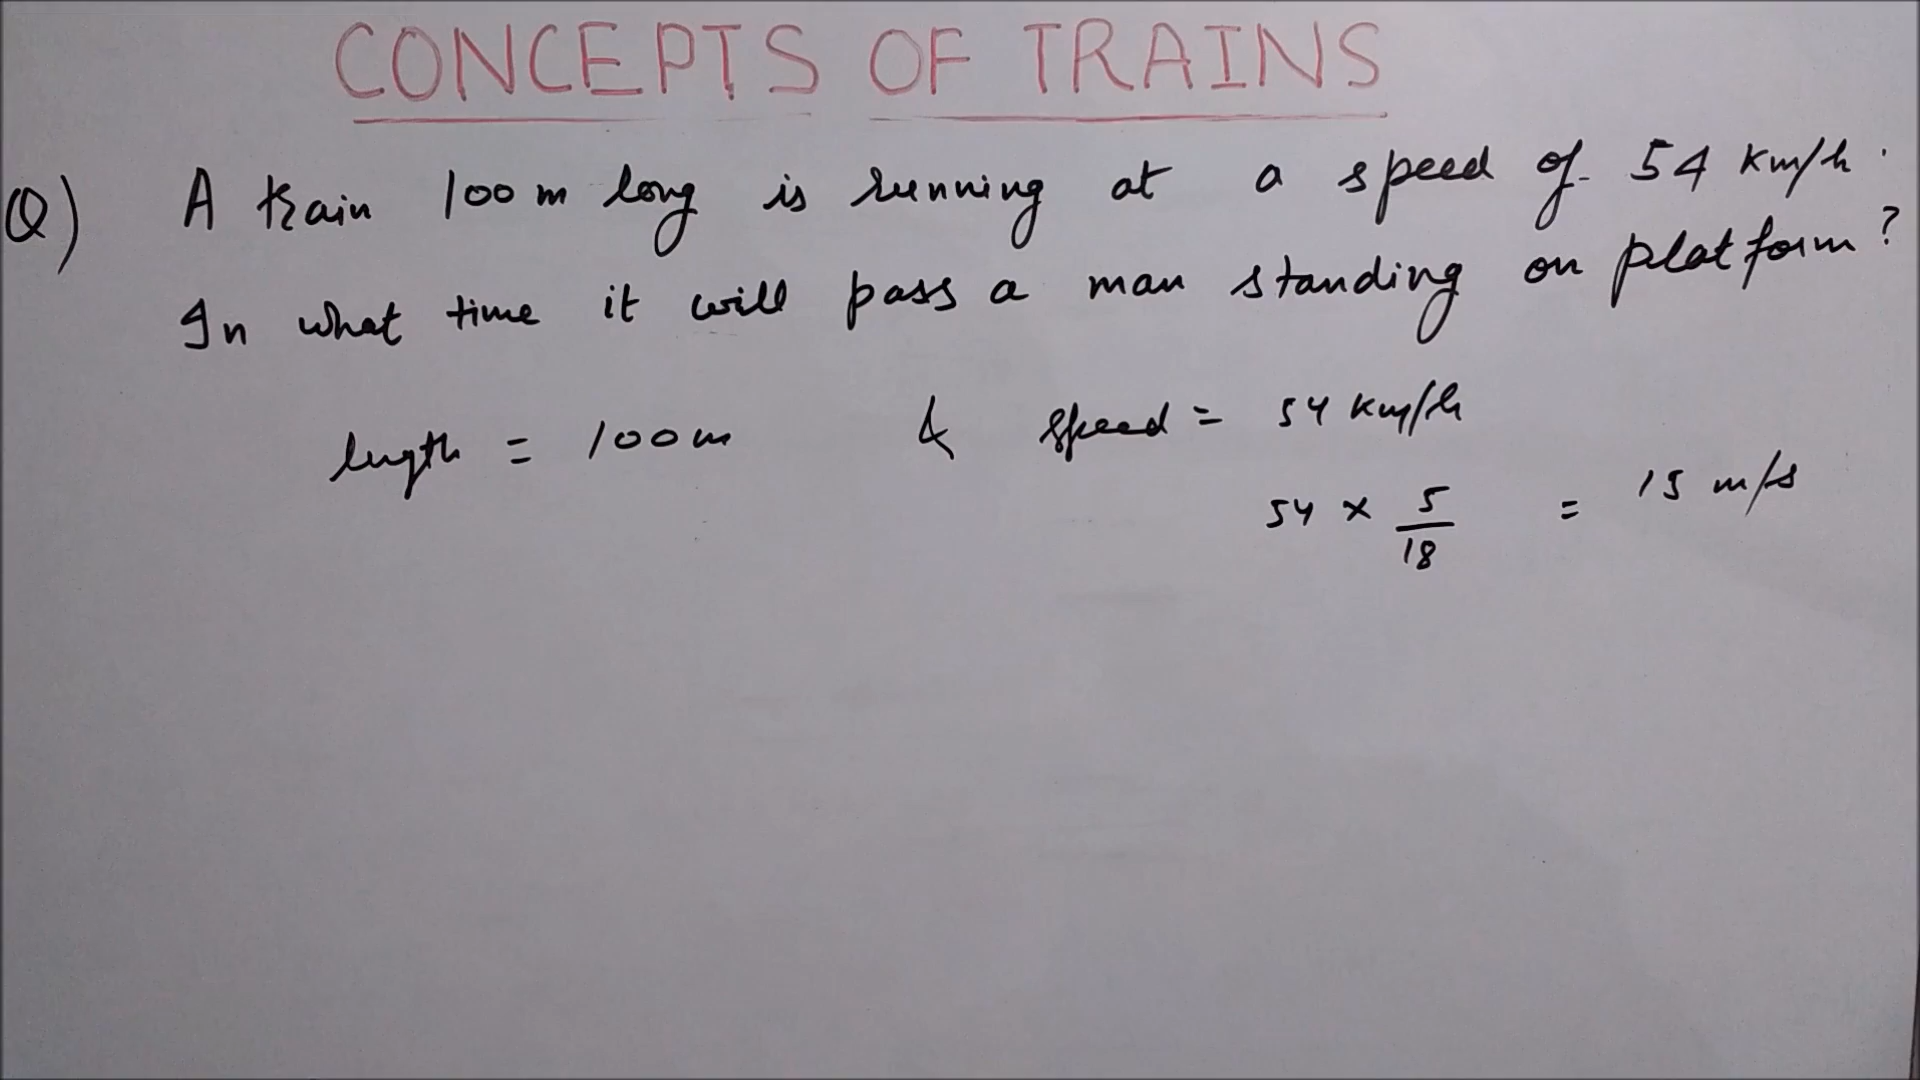 CONCEPTS OF TRAINS
Q) A train 100 m long is running at a speed of 54 Km/h.
In what time it will pass a man standing on platform?
length = 100m & speed = 54 Km/h
54 × 5/18 = 15 m/s